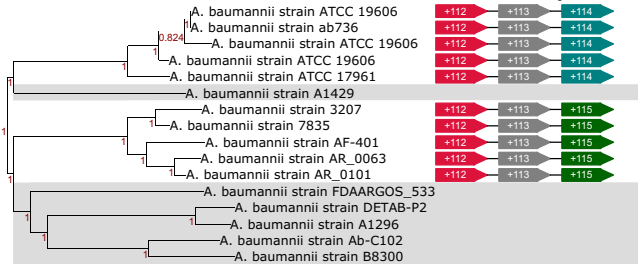 A. baumannii strain ATCC 19606 +112 +113 +114
A. baumannii strain ab736 +112 +113 +114
0.824
A. baumannii strain ATCC 19606 +112 +113 +114
1
A. baumannii strain ATCC 19606 +112 +113 +114
1
A. baumannii strain ATCC 17961 +112 +113 +114
1
A. baumannii strain A1429
A. baumannii strain 3207 +112 +113 +115
1
A. baumannii strain 7835 +112 +113 +115
1
1
A. baumannii strain AF-401 +112 +113 +115
1
A. baumannii strain AR_0063 +112 +113 +115
1
A. baumannii strain AR_0101 +112 +113 +115
1
A. baumannii strain FDAARGOS_533
1
A. baumannii strain DETAB-P2
1
A. baumannii strain A1296
1
A. baumannii strain Ab-C102
1
A. baumannii strain B8300